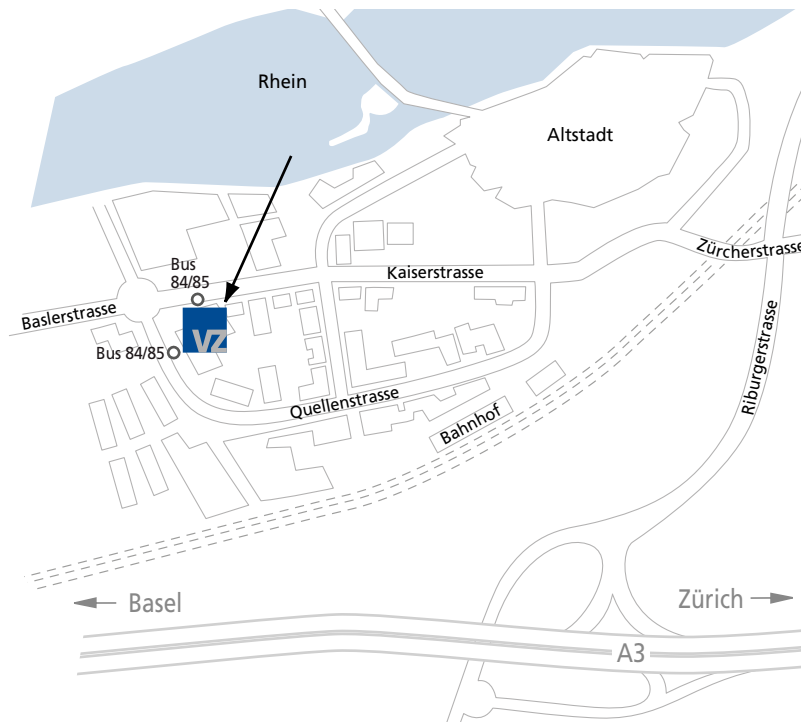 Rhein
Altstadt
Zürcherstrasse
Bus
84/85
Kaiserstrasse
Baslerstrasse
VZ
Bus 84/85
Riburgerstrasse
Quellenstrasse
Bahnhof
Basel
Zürich
A3